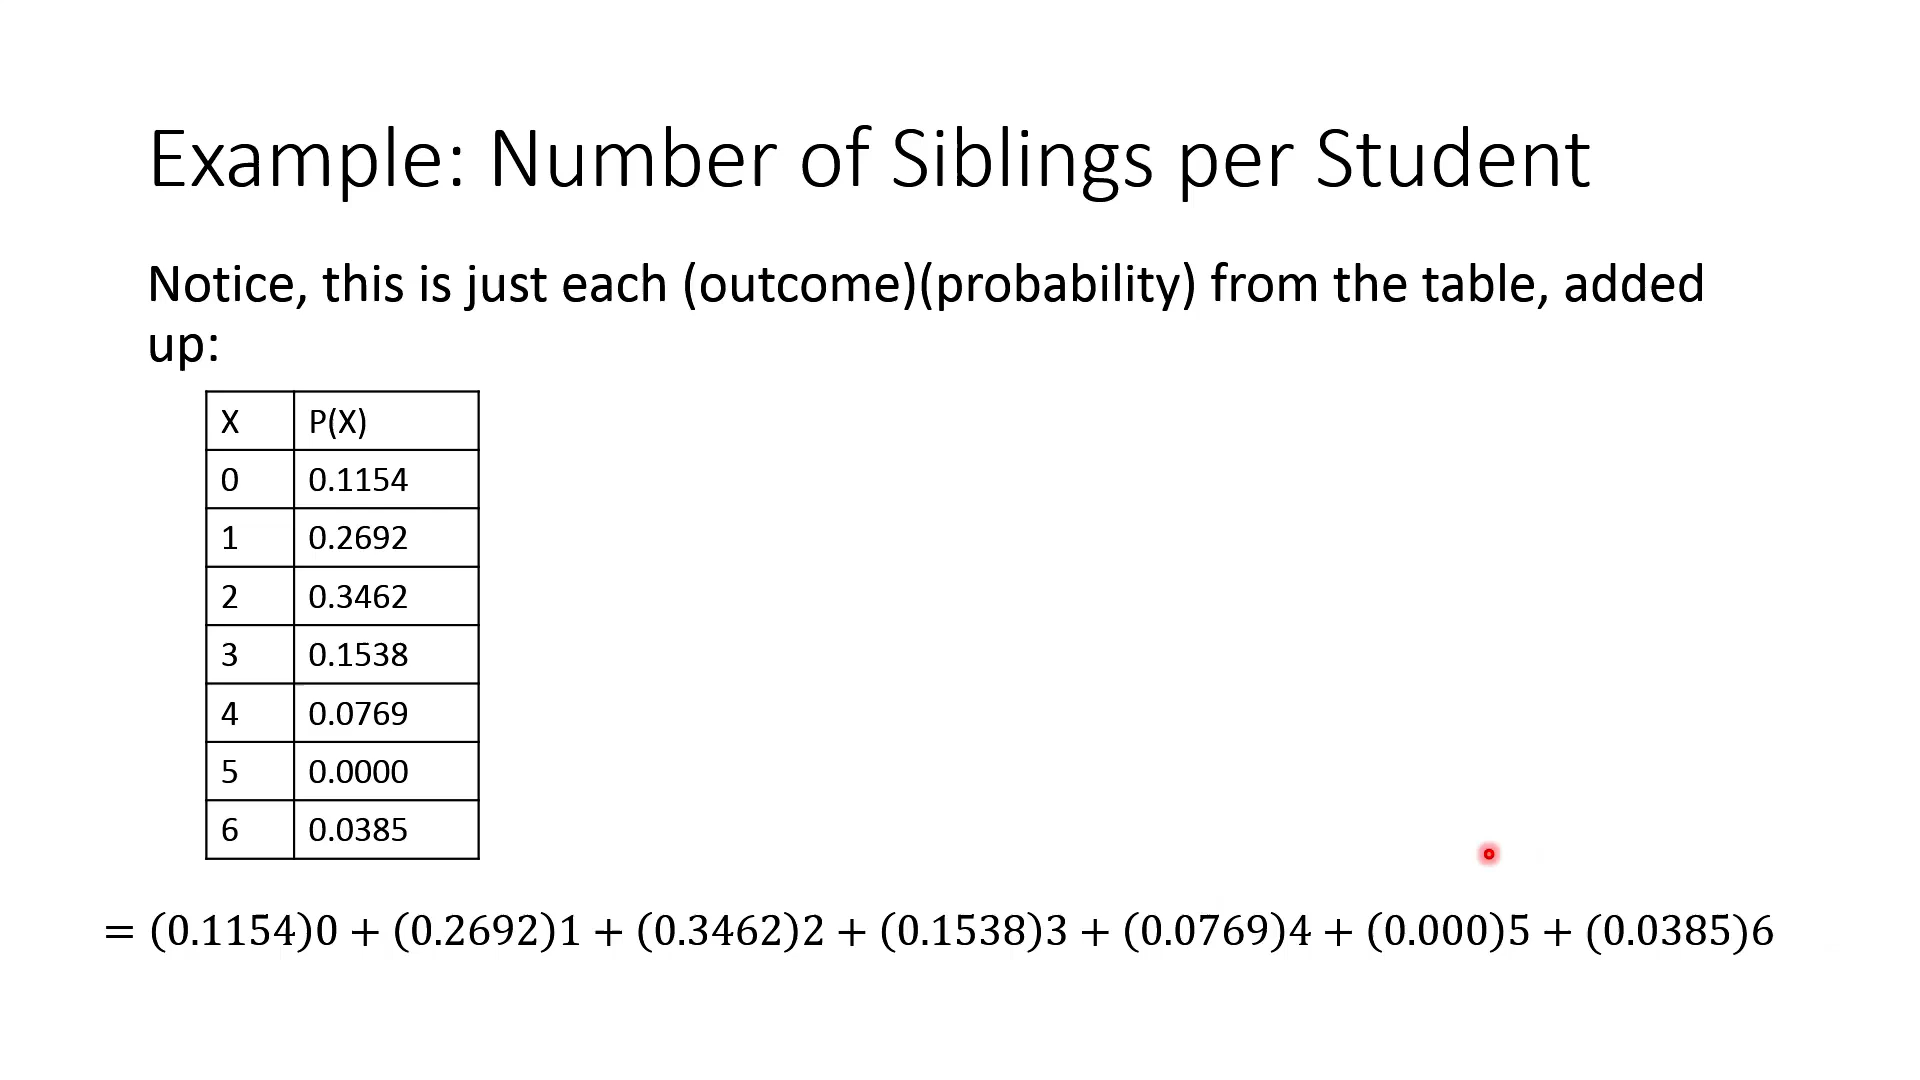 Example: Number of Siblings per Student
Notice, this is just each (outcome)(probability) from the table, added
up:
X P(X)
0 0.1154
1 0.2692
2 0.3462
3 0.1538
4 0.0769
5 0.0000
6 0.0385
= (0.1154)0 + (0.2692)1 + (0.3462)2 + (0.1538)3 + (0.0769)4 + (0.000)5 + (0.0385)6